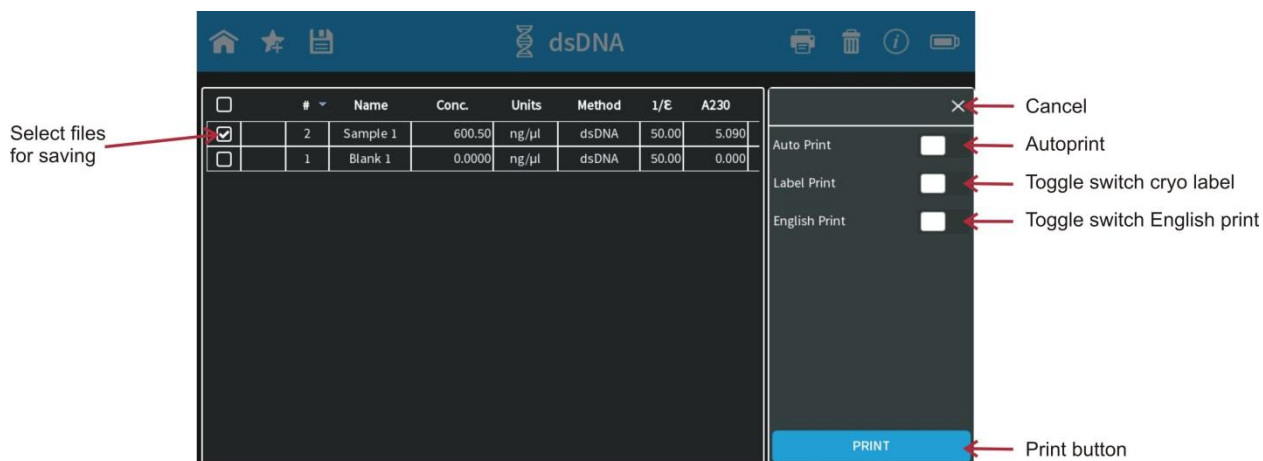 dsDNA
# Name Conc. Units Method 1/ε A230
2 Sample 1 600.50 ng/µl dsDNA 50.00 5.090
1 Blank 1 0.0000 ng/µl dsDNA 50.00 0.000
Select files
for saving
Cancel
Auto Print
Autoprint
Label Print
Toggle switch cryo label
English Print
Toggle switch English print
PRINT
Print button